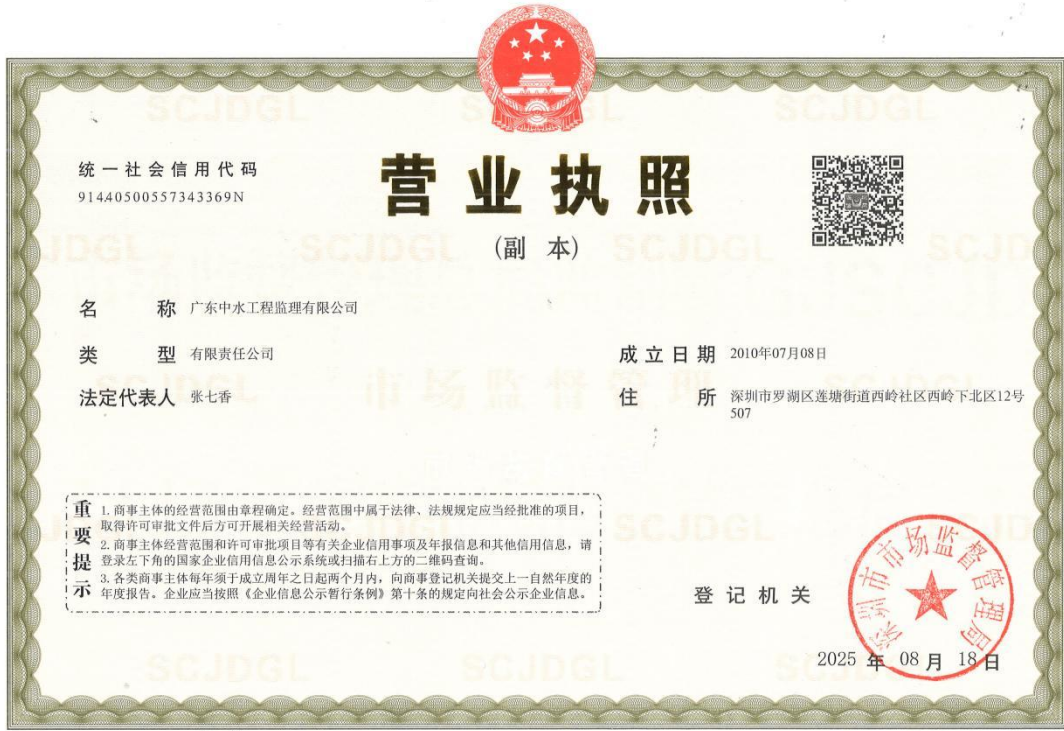 统一社会信用代码
91440500557343369N
营业执照
(副 本)
名 称 广东中水工程监理有限公司
类 型 有限责任公司
法定代表人 张七香
成立日期 2010年07月08日
住 所 深圳市罗湖区莲塘街道西岭社区西岭下北区12号
507
重要提示
1. 商事主体的经营范围由章程确定。经营范围中属于法律、法规规定应当经批准的项目，
取得许可审批文件后方可开展相关经营活动。
2. 商事主体经营范围和许可审批项目等有关企业信用事项及年报信息和其他信用信息，请
登录左下角的国家企业信用信息公示系统或扫描右上方的二维码查询。
3. 各类商事主体每年须于成立周年之日起两个月内，向商事登记机关提交上一自然年度的
年度报告。企业应当按照《企业信息公示暂行条例》第十条的规定向社会公示企业信息。
登记机关
深圳市市场监督管理局
2025 年 08 月 18 日
SCJDGL
市场监督管理